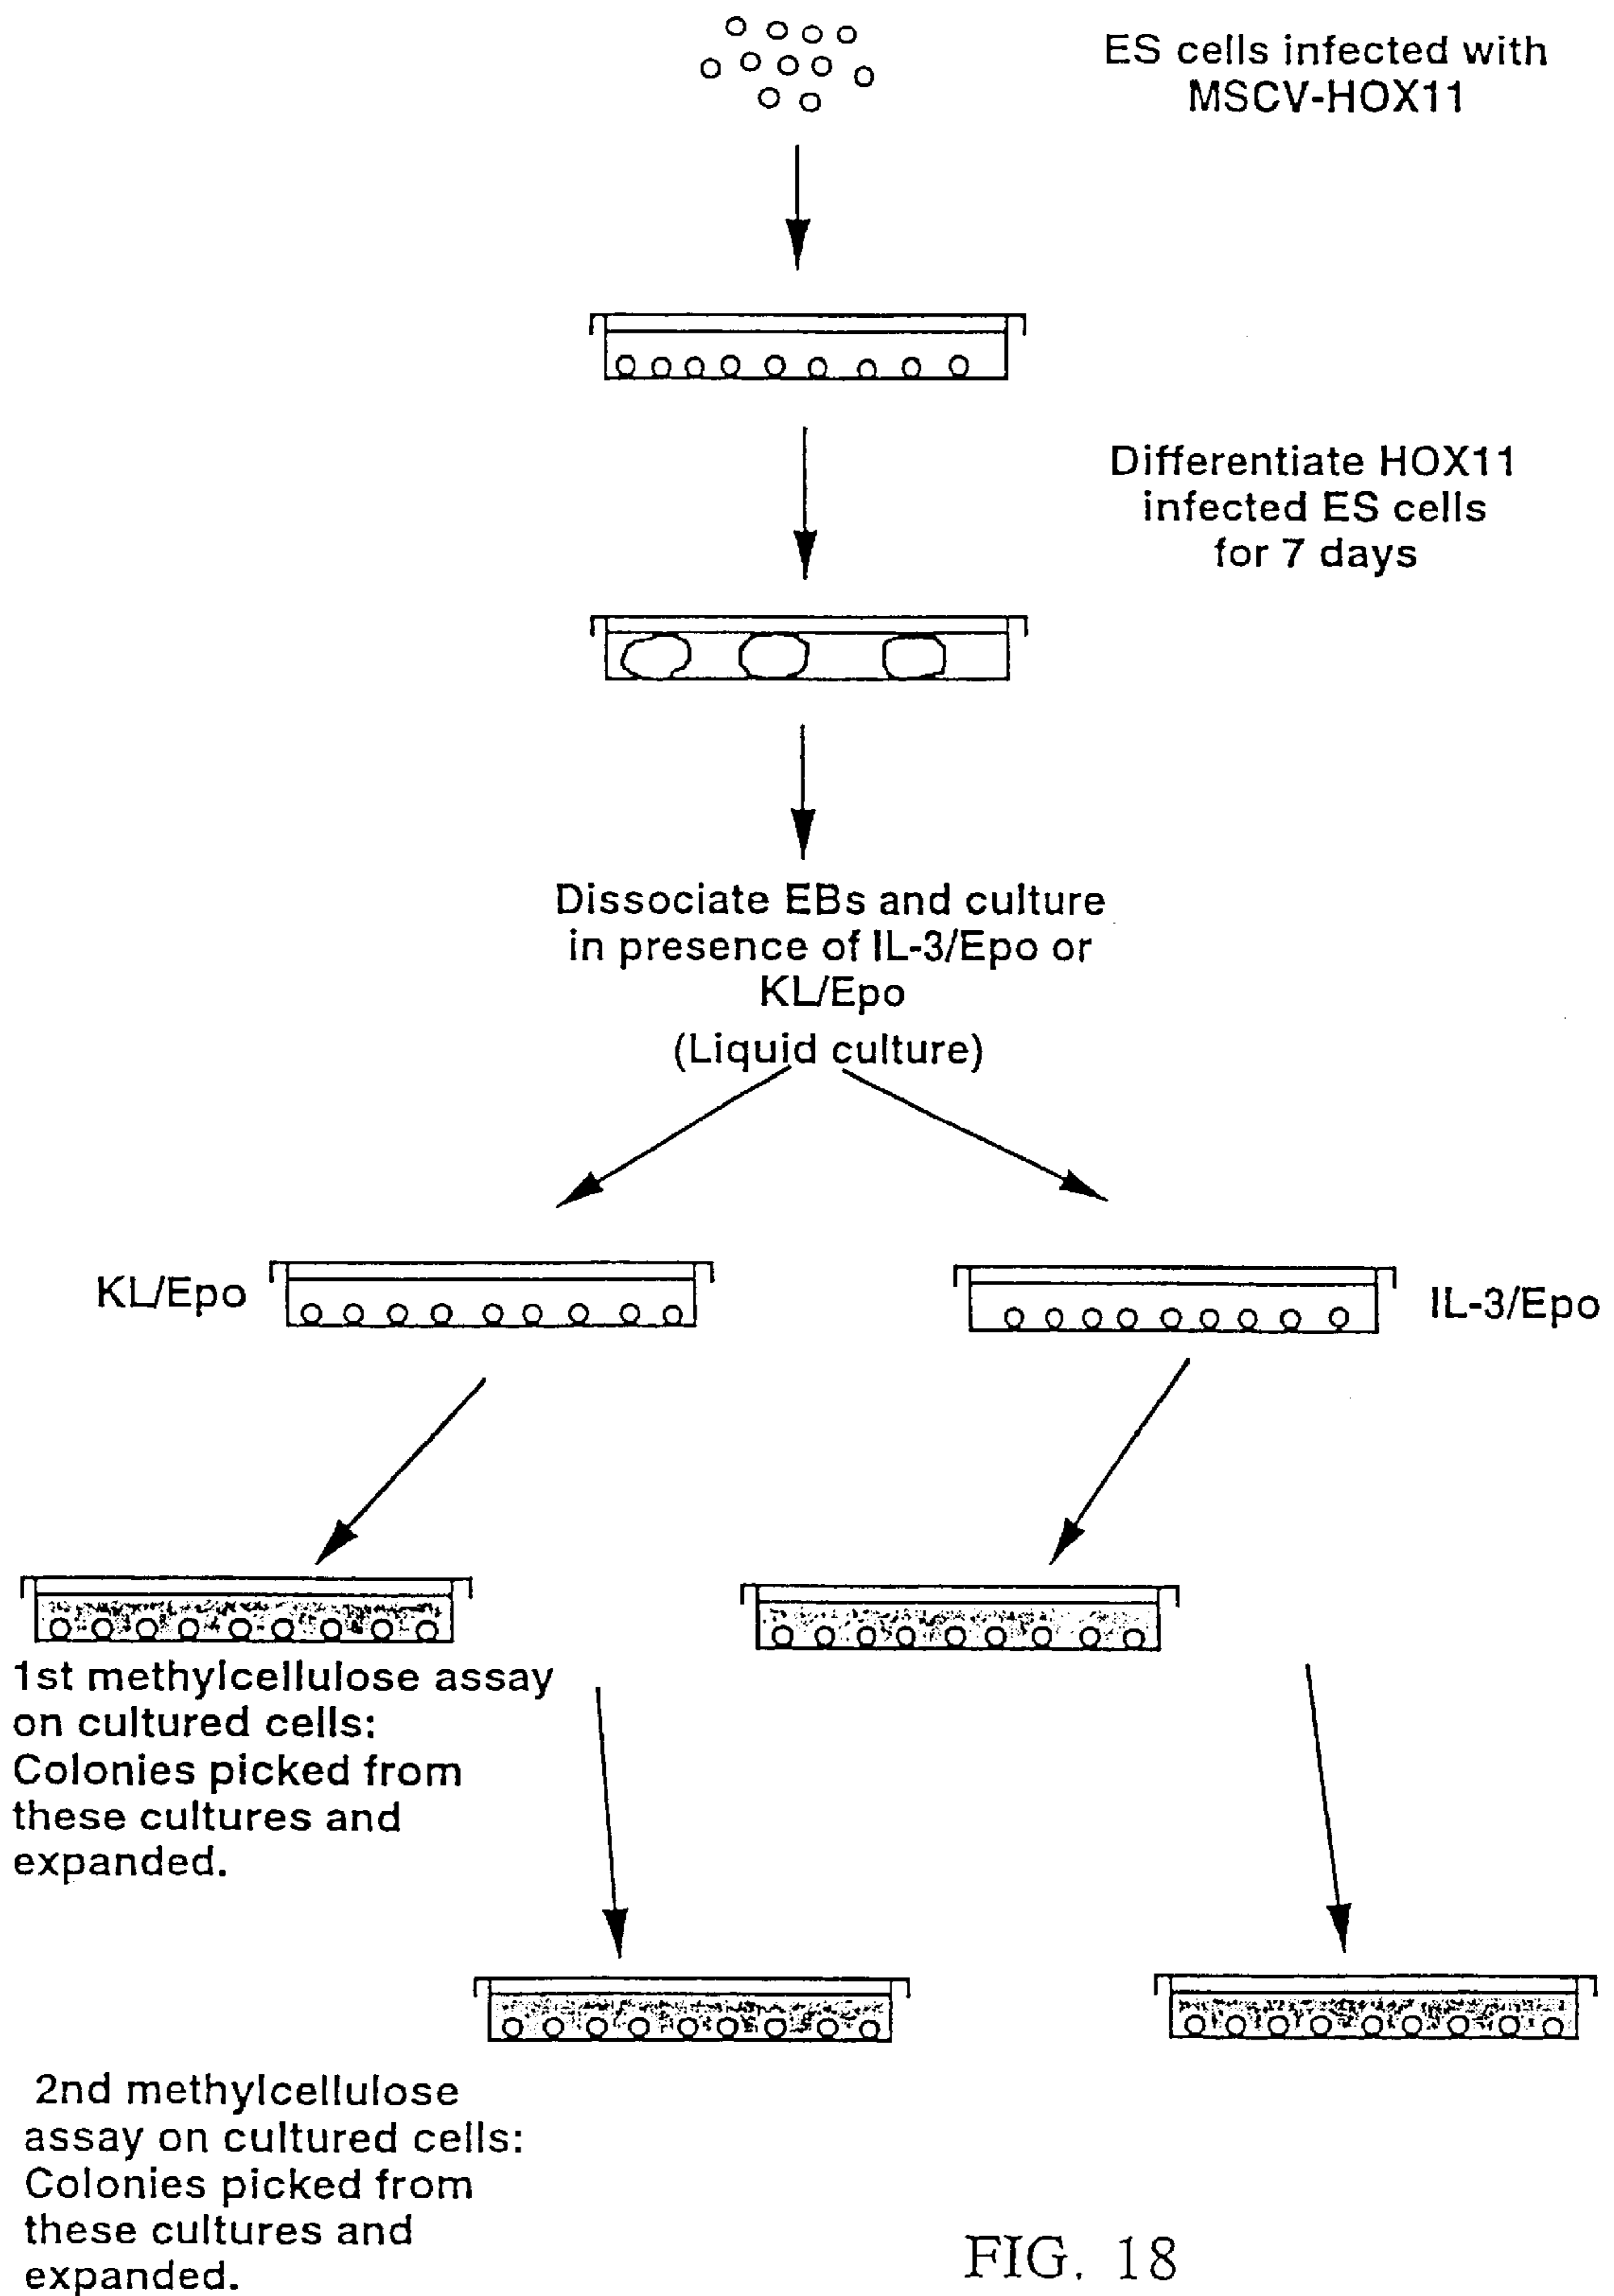 ES cells infected with
MSCV-HOX11
Differentiate HOX11
infected ES cells
for 7 days
Dissociate EBs and culture
in presence of IL-3/Epo or
KL/Epo
(Liquid culture)
KL/Epo
IL-3/Epo
1st methylcellulose assay
on cultured cells:
Colonies picked from
these cultures and
expanded.
2nd methylcellulose
assay on cultured cells:
Colonies picked from
these cultures and
expanded.
FIG. 18